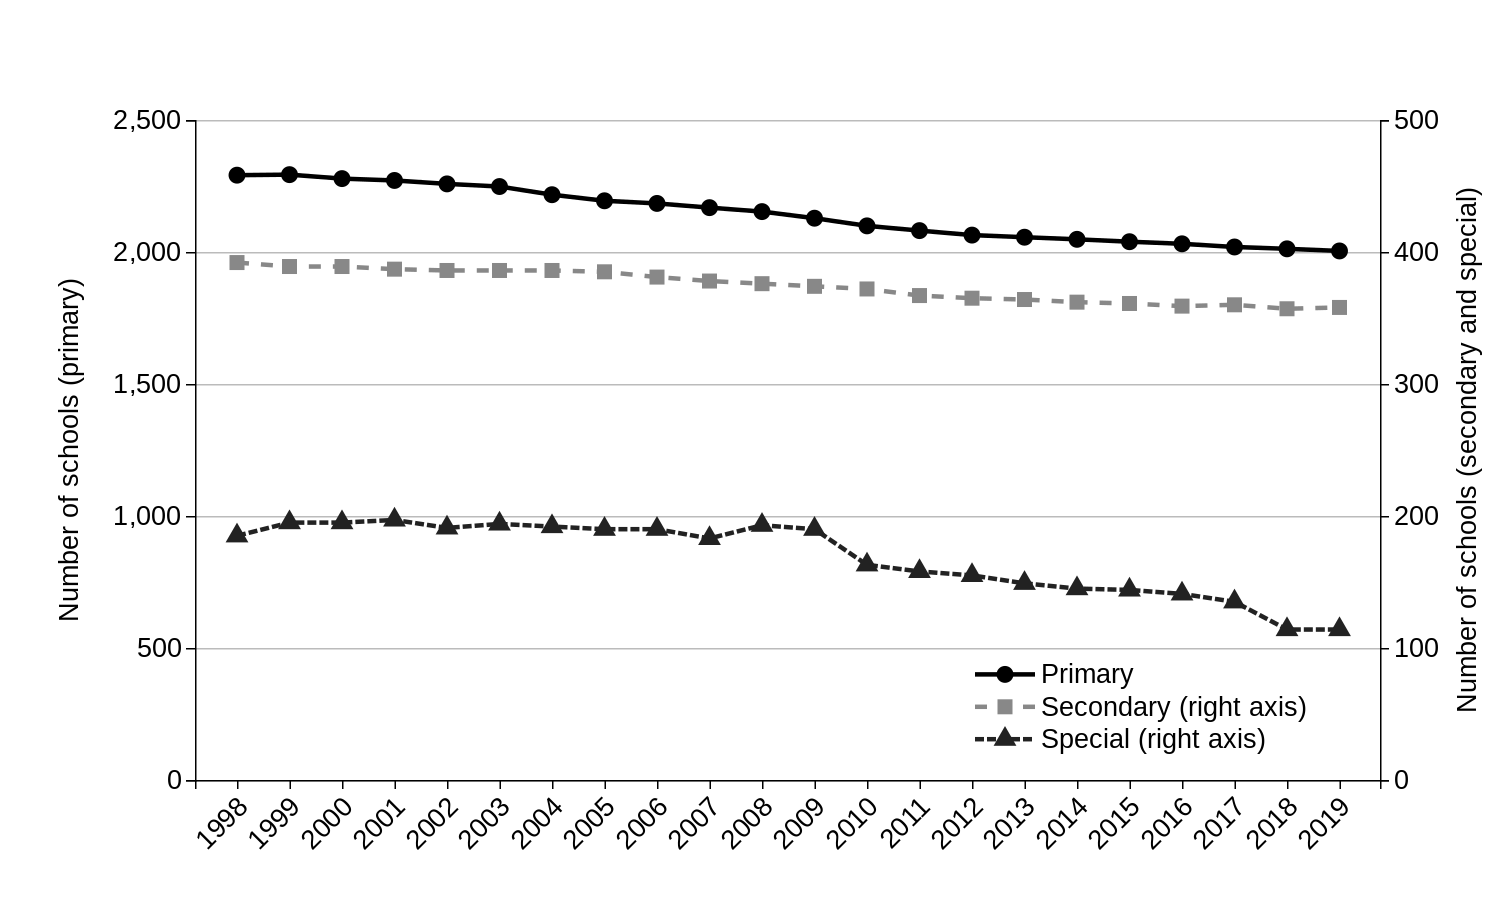 2,500
2,000
1,500
1,000
500
0
Number of schools (primary)
500
400
300
200
100
0
Number of schools (secondary and special)
Primary
Secondary (right axis)
Special (right axis)
1998 1999 2000 2001 2002 2003 2004 2005 2006 2007 2008 2009 2010 2011 2012 2013 2014 2015 2016 2017 2018 2019